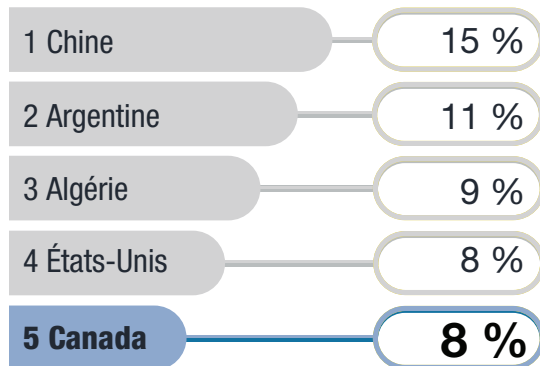 1 Chine 15 %
2 Argentine 11 %
3 Algérie 9 %
4 États-Unis 8 %
5 Canada 8 %